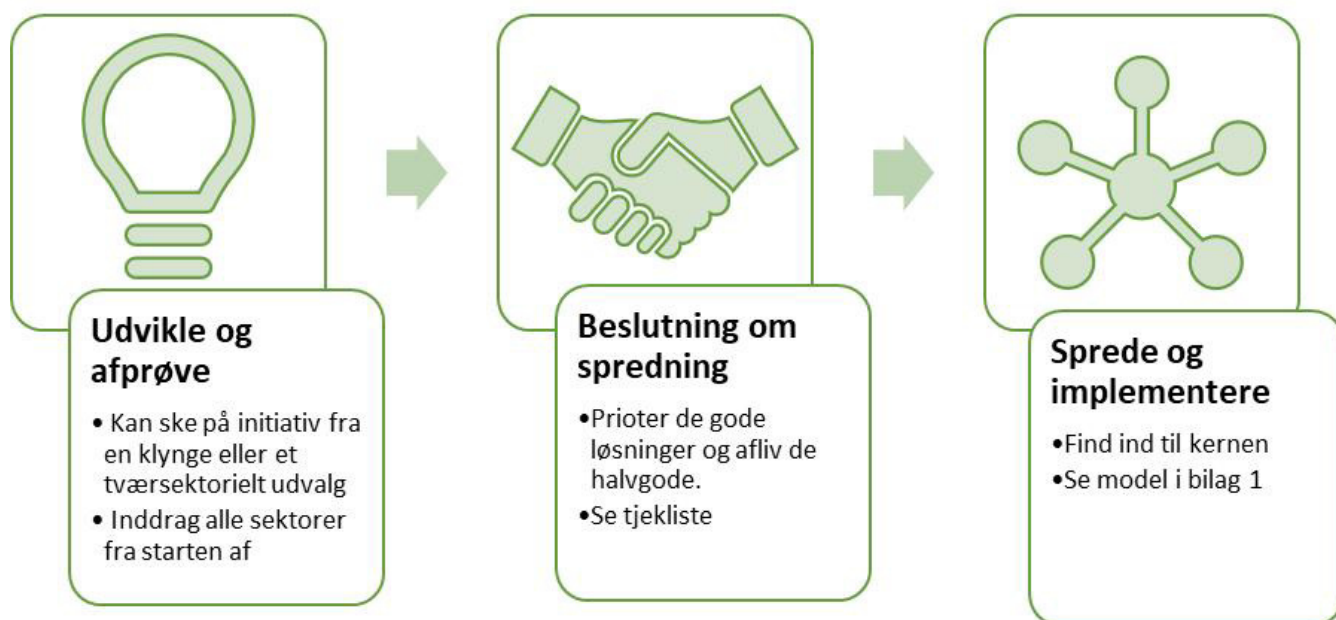 Udvikle og
afprøve
• Kan ske på initiativ fra
en klynge eller et
tværsektorielt udvalg
• Inddrag alle sektorer
fra starten af
Beslutning om
spredning
•Prioter de gode
løsninger og afliv de
halvgode.
•Se tjekliste
Sprede og
implementere
•Find ind til kernen
•Se model i bilag 1